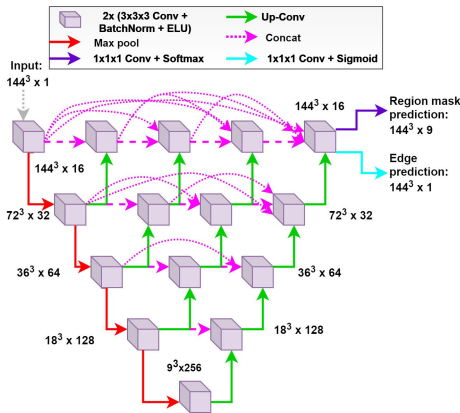 2x (3x3x3 Conv +
BatchNorm + ELU)
Up-Conv
Max pool
Concat
1x1x1 Conv + Softmax
1x1x1 Conv + Sigmoid
Input:
144³ x 1
144³ x 16
Region mask
prediction:
144³ x 9
144³ x 16
Edge
prediction:
144³ x 1
72³ x 32
72³ x 32
36³ x 64
36³ x 64
18³ x 128
18³ x 128
9³x256